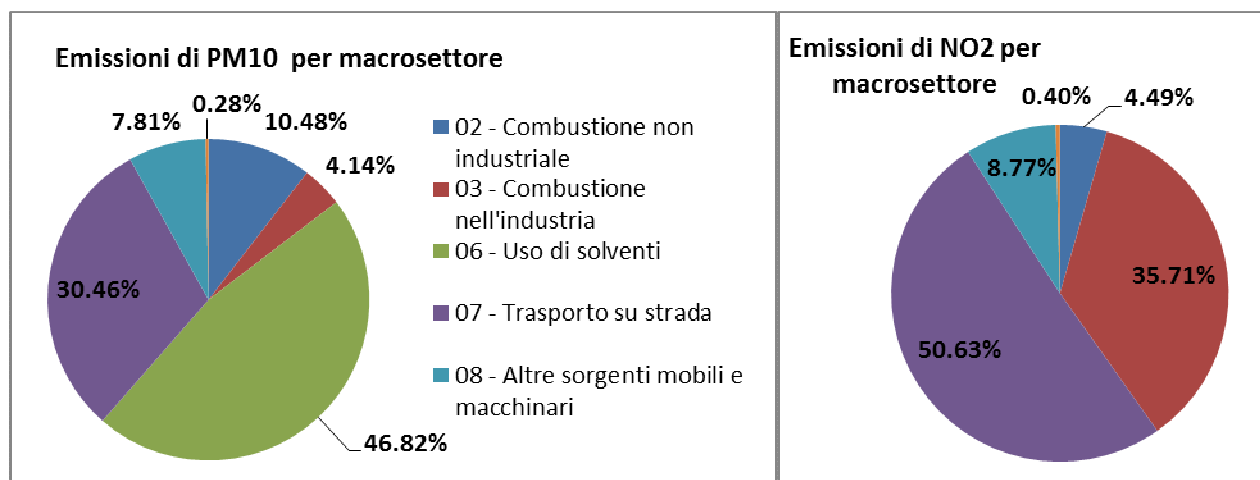 Emissioni di PM10 per macrosettore
0.28%
7.81%
10.48%
4.14%
30.46%
46.82%
02 - Combustione non
industriale
03 - Combustione
nell'industria
06 - Uso di solventi
07 - Trasporto su strada
08 - Altre sorgenti mobili e
macchinari
Emissioni di NO2 per
macrosettore
0.40%
4.49%
8.77%
35.71%
50.63%